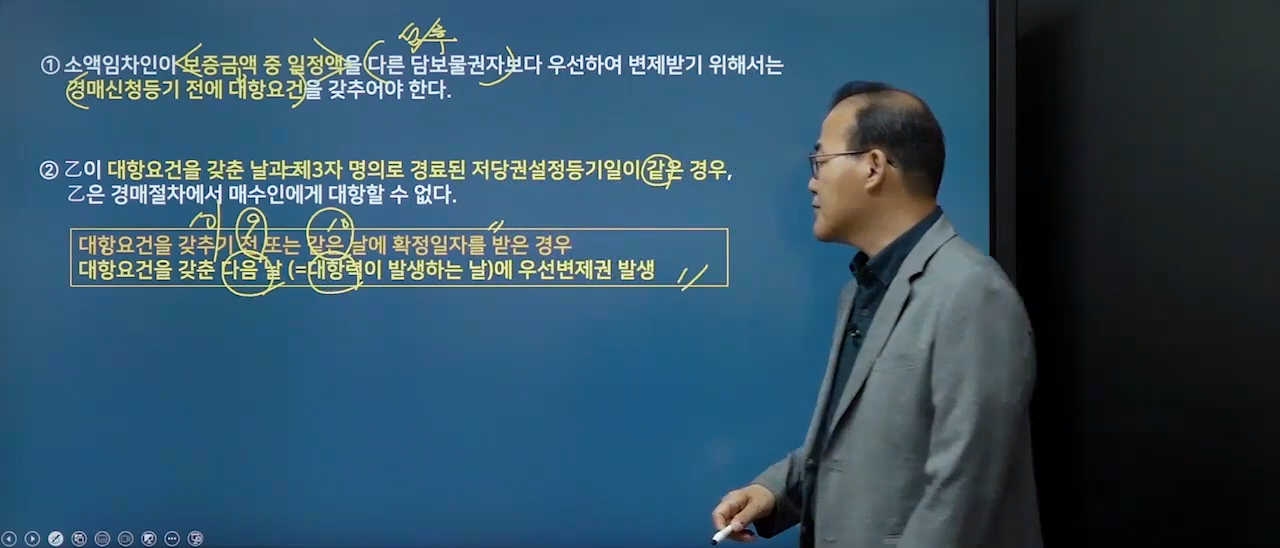 ① 소액임차인이 보증금액 중 일정액을 다른 담보물권자보다 우선하여 변제받기 위해서는
경매신청등기 전에 대항요건을 갖추어야 한다.
② 乙이 대항요건을 갖춘 날과 제3자 명의로 경료된 저당권설정등기일이 같은 경우,
乙은 경매절차에서 매수인에게 대항할 수 없다.
10 9 10
대항요건을 갖추기 전 또는 같은 날에 확정일자를 받은 경우
대항요건을 갖춘 다음 날 (=대항력이 발생하는 날)에 우선변제권 발생